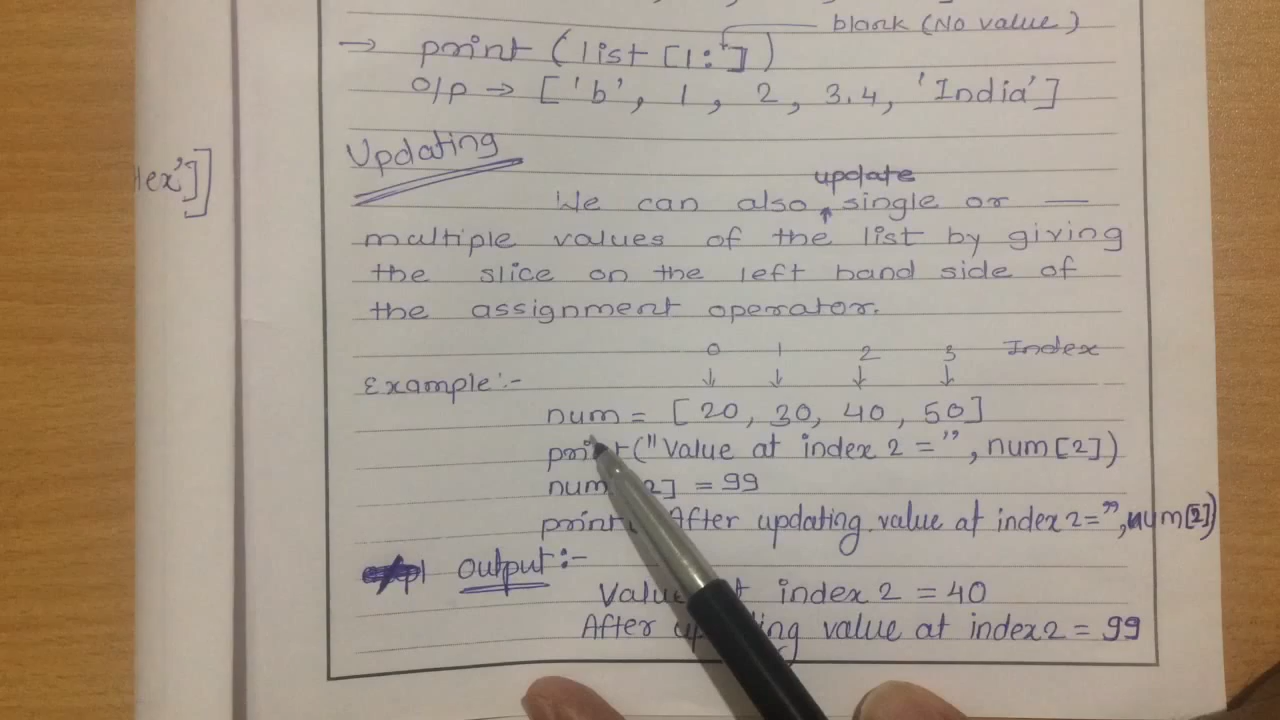 blank (No value)
→ print (list [1: ])
O/p → ['b', 1, 2, 3.4, 'India']
Updating
ex']]
update
We can also single or —
multiple values of the list by giving
the slice on the left hand side of
the assignment operator.
0 1 2 3 Index
Example:-
num = [20, 30, 40, 50]
print("Value at index 2 =", num[2])
num 2] = 99
print After updating value at index 2=", num[2])
Output:-
Value at index 2 = 40
After updating value at index 2 = 99